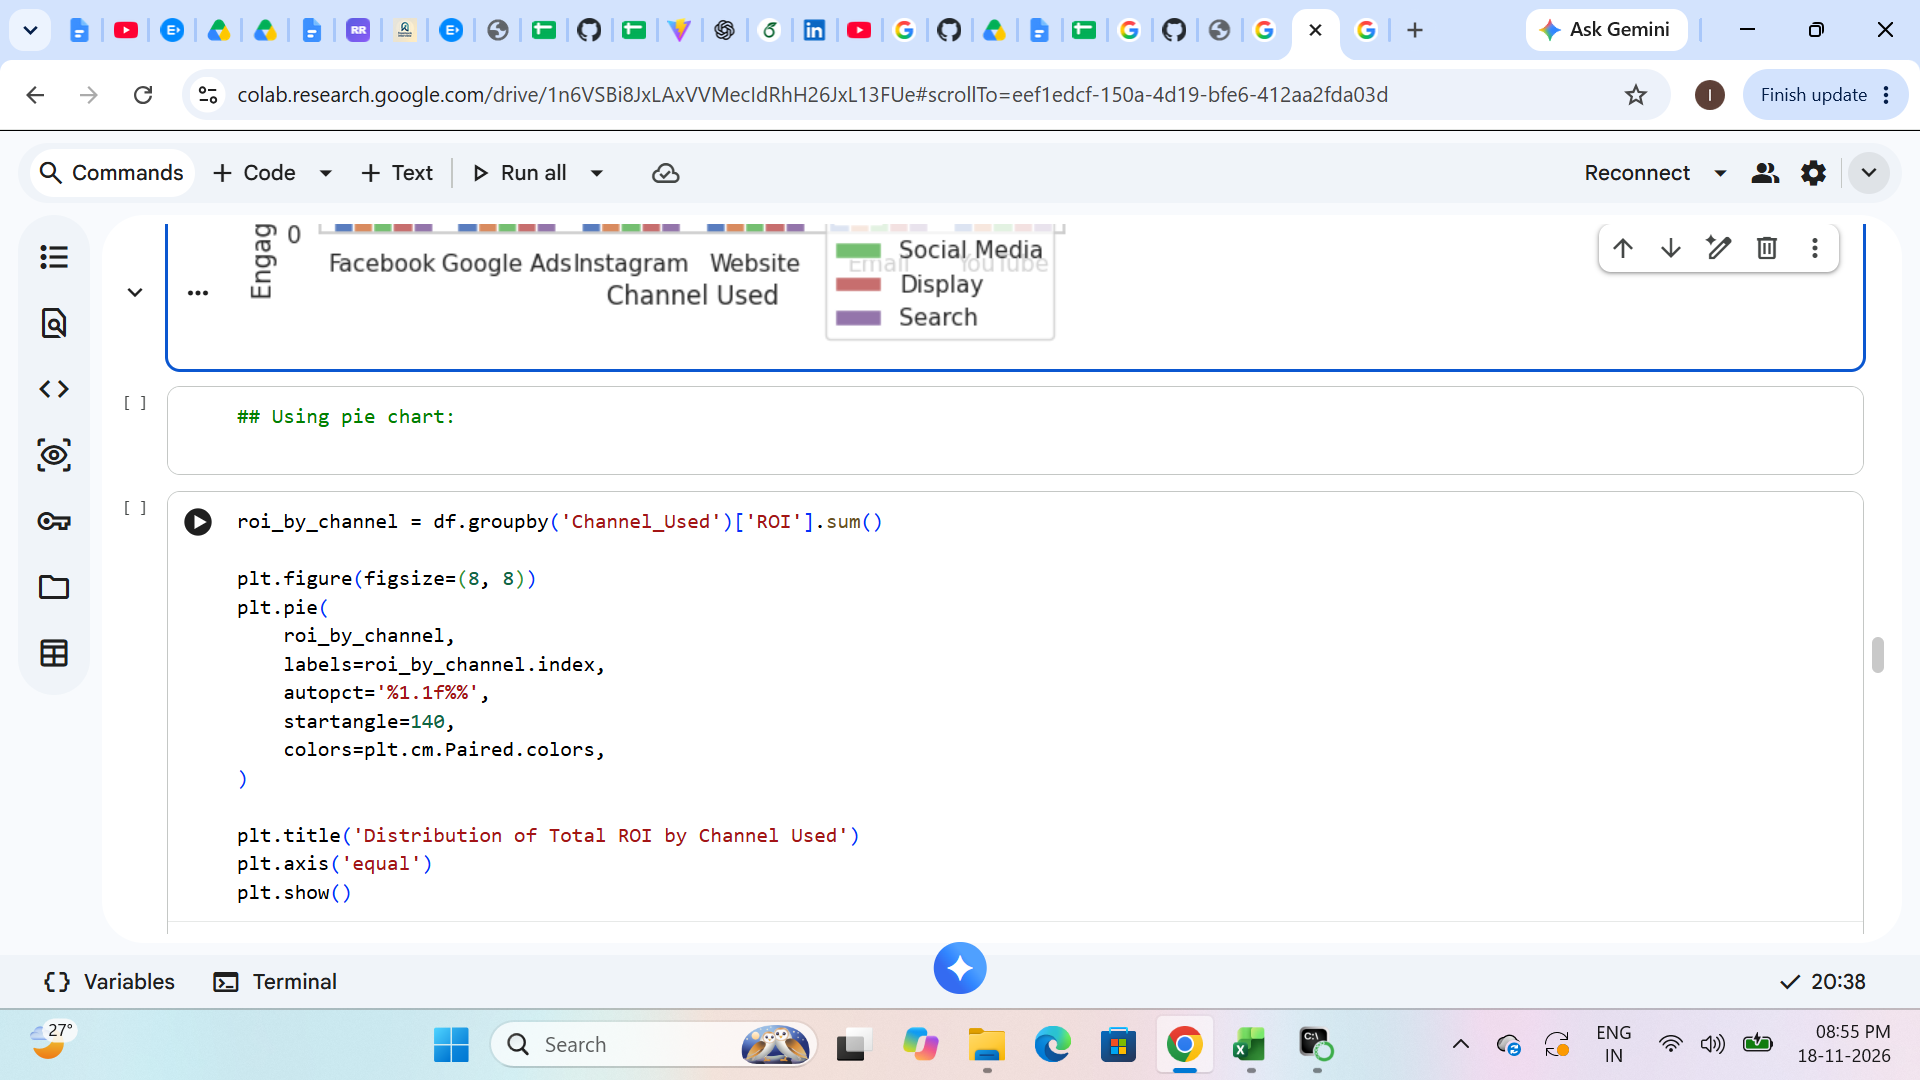 Ask Gemini
colab.research.google.com/drive/1n6VSBi8JxLAxVVMecIdRhH26JxL13FUe#scrollTo=eef1edcf-150a-4d19-bfe6-412aa2fda03d
I
Finish update
Commands
+ Code
+ Text
Run all
Reconnect
Engag
0
Facebook Google Ads Instagram Website Email YouTube
Channel Used
Social Media
Display
Search
[ ]
## Using pie chart:
[ ]
roi_by_channel = df.groupby('Channel_Used')['ROI'].sum()
plt.figure(figsize=(8, 8))
plt.pie(
    roi_by_channel,
    labels=roi_by_channel.index,
    autopct='%1.1f%%',
    startangle=140,
    colors=plt.cm.Paired.colors,
)
plt.title('Distribution of Total ROI by Channel Used')
plt.axis('equal')
plt.show()
Variables
Terminal
20:38
27°
Search
ENG
IN
08:55 PM
18-11-2026